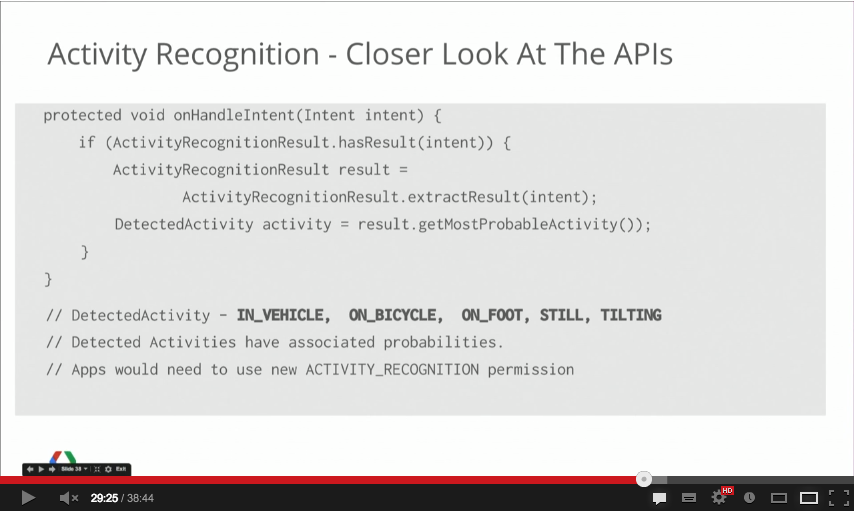 Activity Recognition - Closer Look At The APIs
protected void onHandleIntent(Intent intent) {
if (ActivityRecognitionResult.hasResult(intent)) {
ActivityRecognitionResult result =
ActivityRecognitionResult.extractResult(intent);
DetectedActivity activity = result.getMostProbableActivity());
}
}
// DetectedActivity – IN_VEHICLE, ON_BICYCLE, ON_FOOT, STILL, TILTING
// Detected Activities have associated probabilities.
// Apps would need to use new ACTIVITY_RECOGNITION permission
Slide 38 Exit
29:25 / 38:44 HD